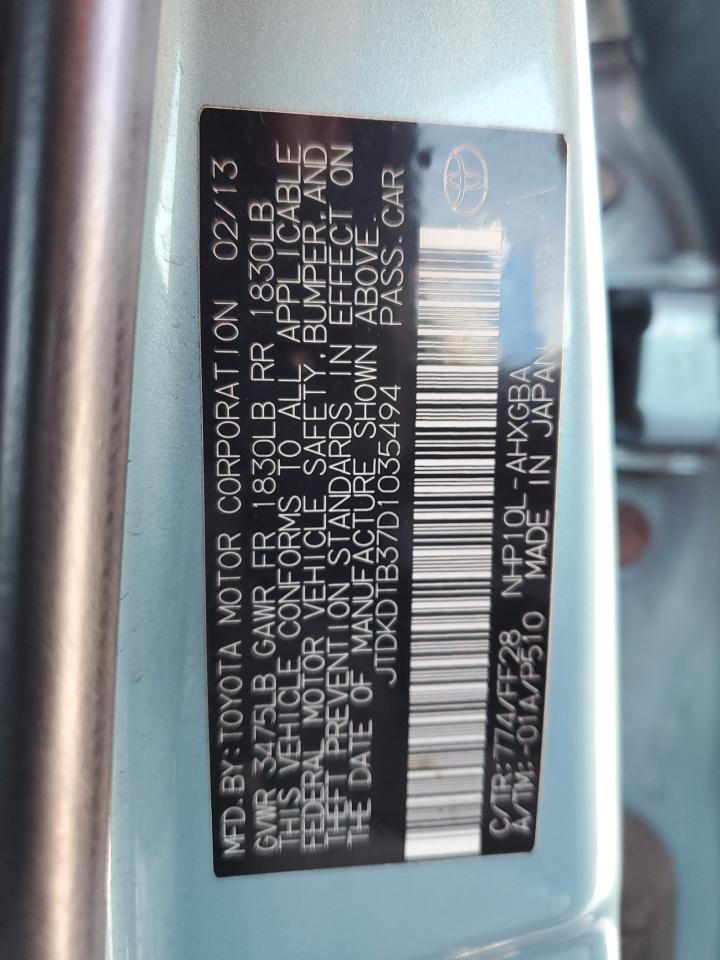 MFD.BY:TOYOTA MOTOR CORPORATION 02/13
GVWR 3475LB GAWR FR 1830LB RR 1830LB
THIS VEHICLE CONFORMS TO ALL APPLICABLE
FEDERAL MOTOR VEHICLE SAFETY,BUMPER,AND
THEFT PREVENTION STANDARDS IN EFFECT ON
THE DATE OF MANUFACTURE SHOWN ABOVE.
JTDKDTB37D1035494 PASS.CAR
C/TR:774/FF28 NHP10L-AHXGBA
A/TM:-01A/P510 MADE IN JAPAN